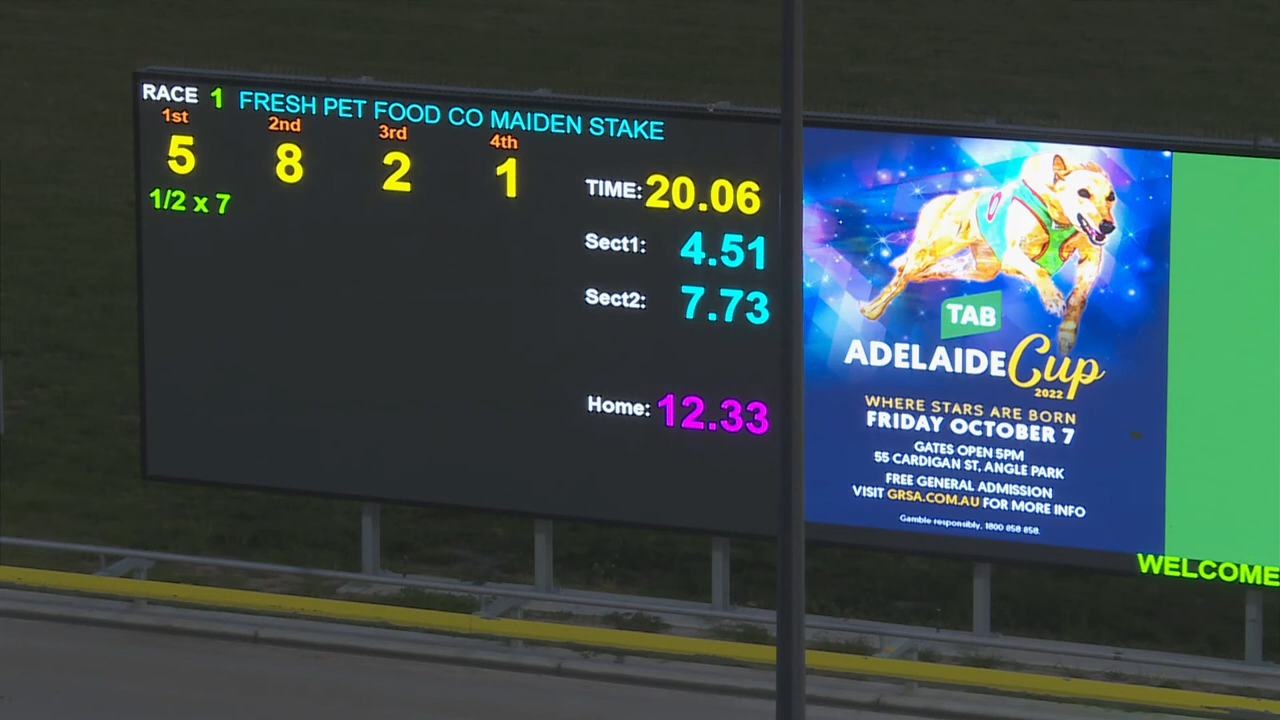 RACE 1 FRESH PET FOOD CO MAIDEN STAKE
1st 2nd 3rd 4th
5 8 2 1
1/2 x 7
TIME: 20.06
Sect1: 4.51
Sect2: 7.73
Home: 12.33
TAB
ADELAIDE Cup
2022
WHERE STARS ARE BORN
FRIDAY OCTOBER 7
GATES OPEN 5PM
55 CARDIGAN ST, ANGLE PARK
FREE GENERAL ADMISSION
VISIT GRSA.COM.AU FOR MORE INFO
Gamble responsibly. 1800 858 858.
WELCOME